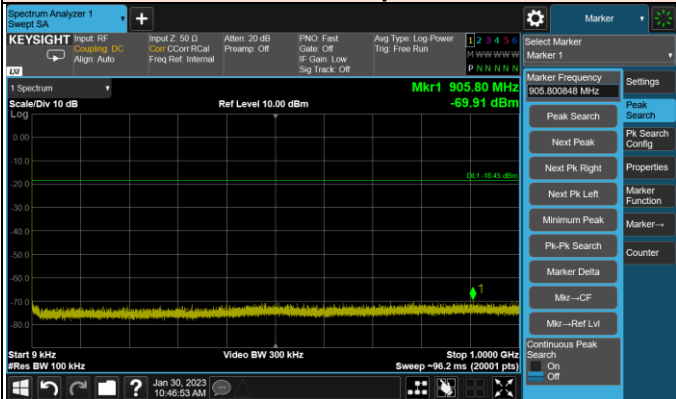 Spectrum Analyzer 1
Swept SA
+
Marker
KEYSIGHT
Input: RF
Coupling: DC
Align: Auto
Input Z: 50 Ω
Corr CCorr RCal
Freq Ref: Internal
Atten: 20 dB
Preamp: Off
PNO: Fast
Gate: Off
IF Gain: Low
Sig Track: Off
Avg Type: Log-Power
Trig: Free Run
1 2 3 4 5 6
M W W W W W
P N N N N N
Select Marker
Marker 1
LXI
1 Spectrum
Mkr1 905.80 MHz
Scale/Div 10 dB
Ref Level 10.00 dBm
-69.91 dBm
Log
0.00
-10.0
DL1 -18.45 dBm
-20.0
-30.0
-40.0
-50.0
-60.0
1
-70.0
-80.0
Start 9 kHz
Video BW 300 kHz
Stop 1.0000 GHz
#Res BW 100 kHz
Sweep ~96.2 ms (20001 pts)
Marker Frequency
905.800848 MHz
Peak Search
Next Peak
Next Pk Right
Next Pk Left
Minimum Peak
Pk-Pk Search
Marker Delta
Mkr→CF
Mkr→Ref Lvl
Continuous Peak
Search
On
Off
Settings
Peak
Search
Pk Search
Config
Properties
Marker
Function
Marker→
Counter
?
Jan 30, 2023
10:46:53 AM